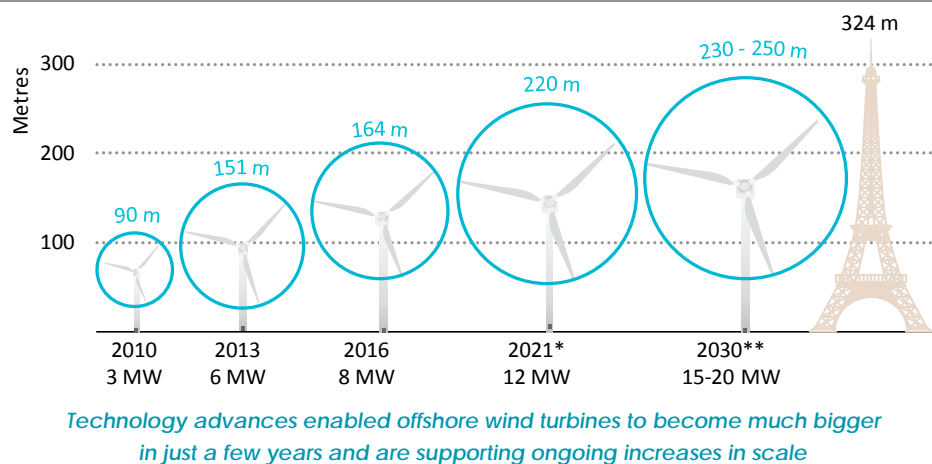 324 m
230 - 250 m
300
220 m
Metres
164 m
200
151 m
90 m
100
2010 2013 2016 2021* 2030**
3 MW 6 MW 8 MW 12 MW 15-20 MW
Technology advances enabled offshore wind turbines to become much bigger
in just a few years and are supporting ongoing increases in scale